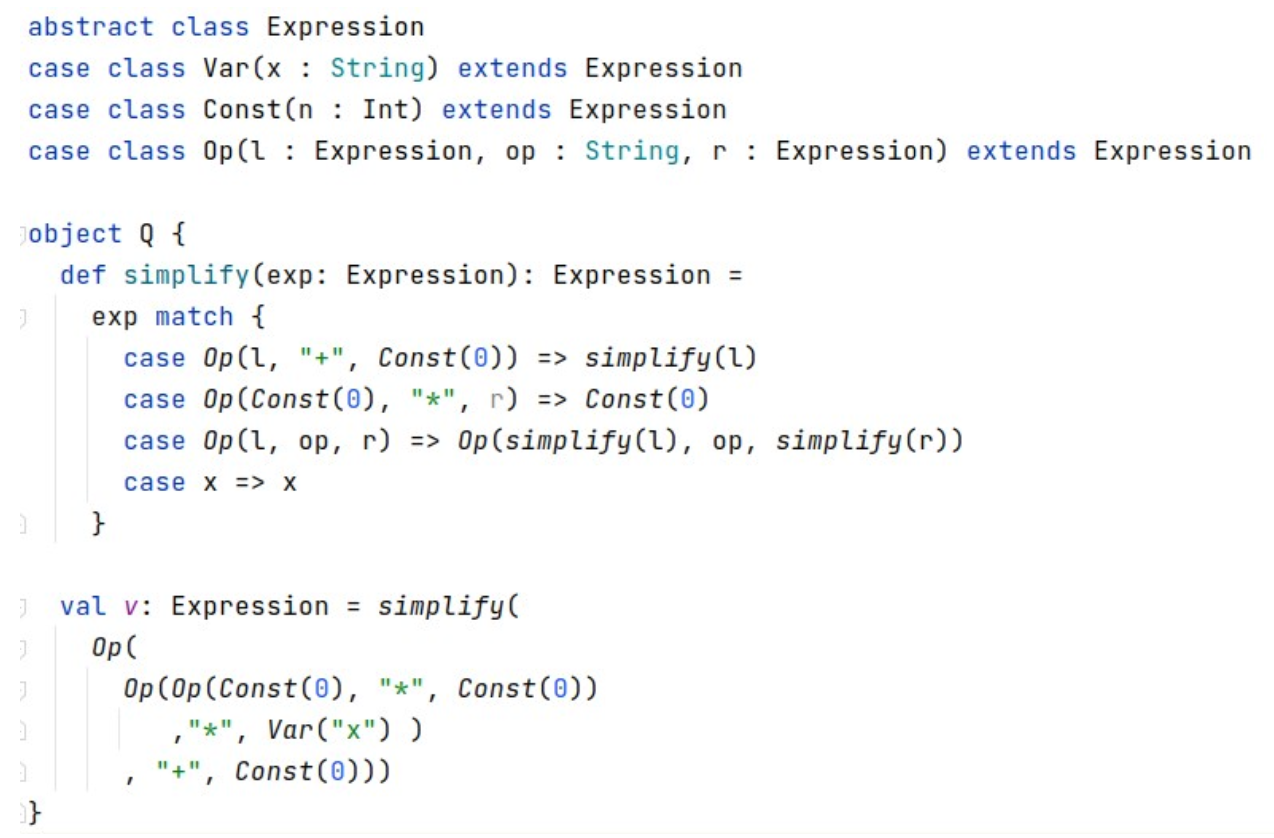 abstract class Expression
case class Var(x : String) extends Expression
case class Const(n : Int) extends Expression
case class Op(l : Expression, op : String, r : Expression) extends Expression
object Q {
def simplify(exp: Expression): Expression =
exp match {
case Op(l, "+", Const(0)) => simplify(l)
case Op(Const(0), "*", r) => Const(0)
case Op(l, op, r) => Op(simplify(l), op, simplify(r))
case x => x
}
val v: Expression = simplify(
Op(
Op(Op(Const(0), "*", Const(0))
,"*", Var("x") )
, "+", Const(0)))
}